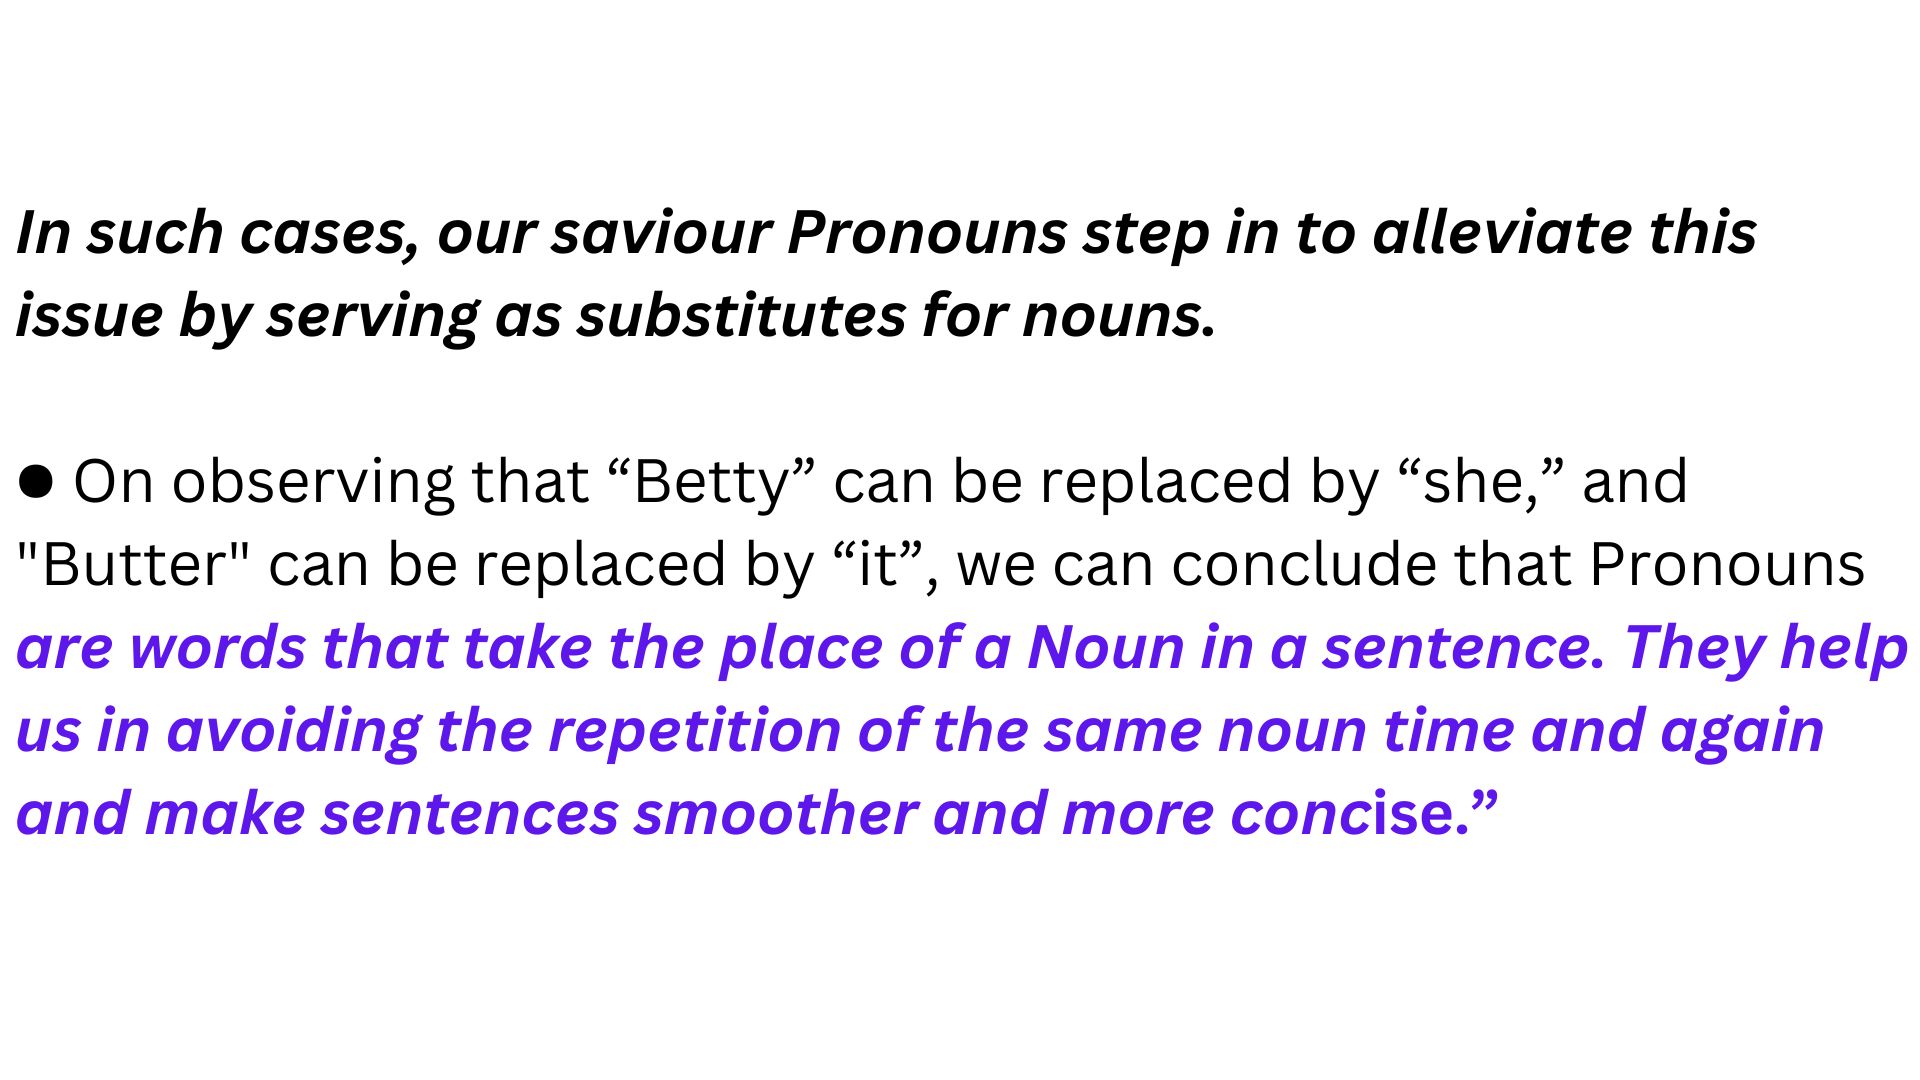 In such cases, our saviour Pronouns step in to alleviate this
issue by serving as substitutes for nouns.
● On observing that “Betty” can be replaced by “she,” and
"Butter" can be replaced by “it”, we can conclude that Pronouns
are words that take the place of a Noun in a sentence. They help
us in avoiding the repetition of the same noun time and again
and make sentences smoother and more concise.”